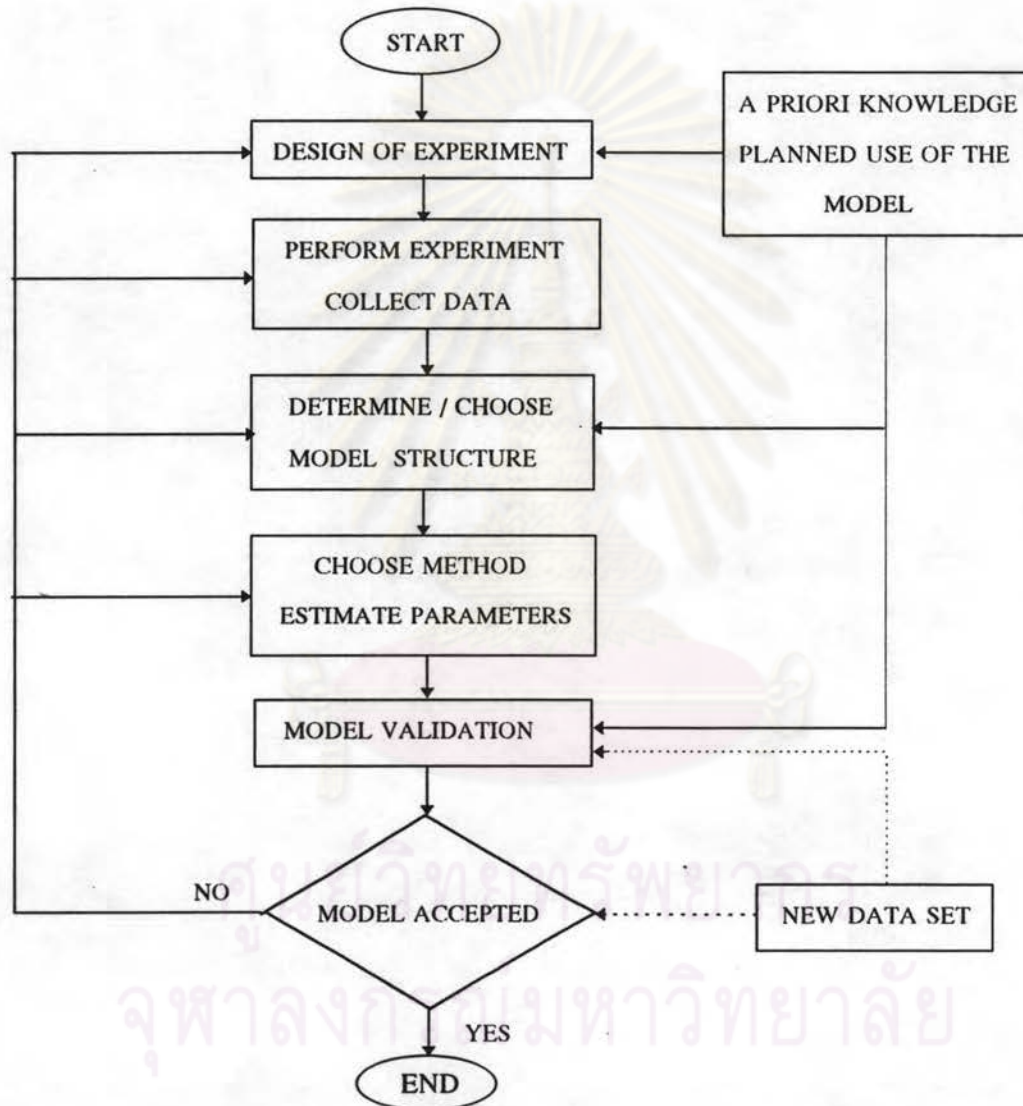 START
A PRIORI KNOWLEDGE
PLANNED USE OF THE
MODEL
DESIGN OF EXPERIMENT
PERFORM EXPERIMENT
COLLECT DATA
DETERMINE / CHOOSE
MODEL STRUCTURE
CHOOSE METHOD
ESTIMATE PARAMETERS
MODEL VALIDATION
NO
MODEL ACCEPTED
NEW DATA SET
YES
END
ศูนย์วิทยทรัพยากร
จุฬาลงกรณ์มหาวิทยาลัย